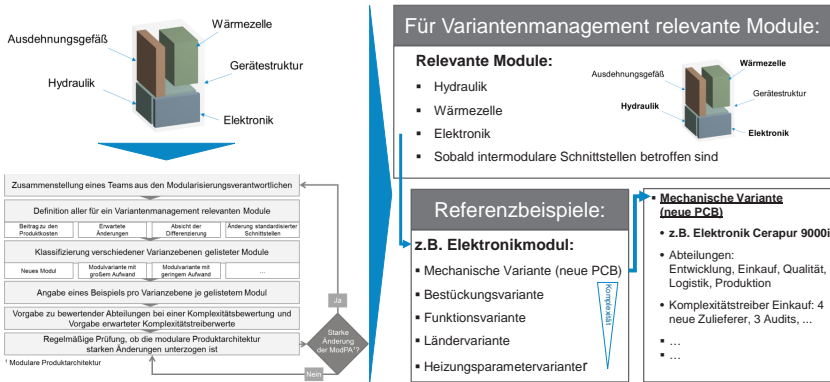 Ausdehnungsgefäß
Wärmezelle
Gerätestruktur
Hydraulik
Elektronik
Zusammenstellung eines Teams aus den Modularisierungsverantwortlichen
Definition aller für ein Variantenmanagement relevanten Module
Beitrag zu den Produktkosten
Erwartete Änderungen
Absicht der Differenzierung
Änderung standardisierter Schnittstellen
Klassifizierung verschiedener Variantenebenen gelisteter Module
Neues Modul
Modulvariante mit großem Aufwand
Modulvariante mit geringem Aufwand
...
Angabe eines Beispiels pro Variantenebene je gelistetem Modul
Vorgabe zu bewertender Abteilungen bei einer Komplexitätsbewertung und
Vorgabe erwarteter Komplexitätstreiberwerte
Regelmäßige Prüfung, ob die modulare Produktarchitektur
starken Änderungen unterzogen ist
Ja
Starke
Änderung
der ModPA¹?
Nein
¹ Modulare Produktarchitektur
Für Variantenmanagement relevante Module:
Relevante Module:
▪ Hydraulik
▪ Wärmezelle
▪ Elektronik
▪ Sobald intermodulare Schnittstellen betroffen sind
Ausdehnungsgefäß
Wärmezelle
Gerätestruktur
Hydraulik
Elektronik
Referenzbeispiele:
z.B. Elektronikmodul:
▪ Mechanische Variante (neue PCB)
▪ Bestückungsvariante
▪ Funktionsvariante
▪ Ländervariante
▪ Heizungsparametervarianter
Komplexität
▪ Mechanische Variante
(neue PCB)
• z.B. Elektronik Cerapur 9000i
• Abteilungen:
Entwicklung, Einkauf, Qualität,
Logistik, Produktion
• Komplexitätstreiber Einkauf: 4
neue Zulieferer, 3 Audits, ...
▪ ...
▪ ...